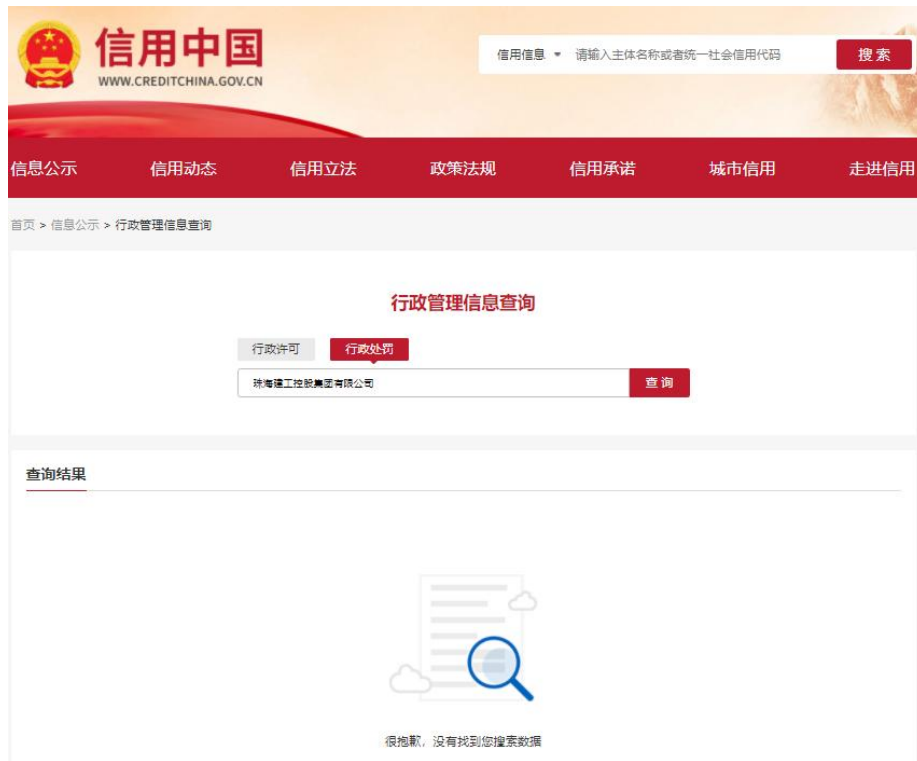 信用中国
WWW.CREDITCHINA.GOV.CN
信用信息 请输入主体名称或者统一社会信用代码 搜索
信息公示 信用动态 信用立法 政策法规 信用承诺 城市信用 走进信用
首页 > 信息公示 > 行政管理信息查询
行政管理信息查询
行政许可 行政处罚
珠海建工控股集团有限公司 查询
查询结果
很抱歉，没有找到您搜索数据